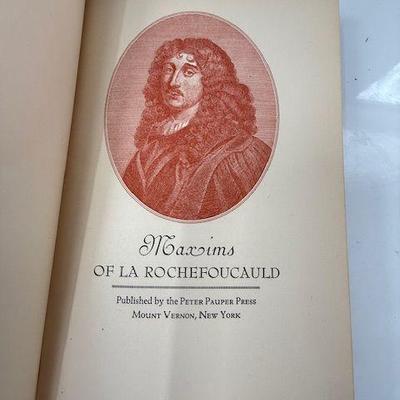 Maxims
OF LA ROCHEFOUCAULD
Published by the PETER PAUPER PRESS
MOUNT VERNON, NEW YORK